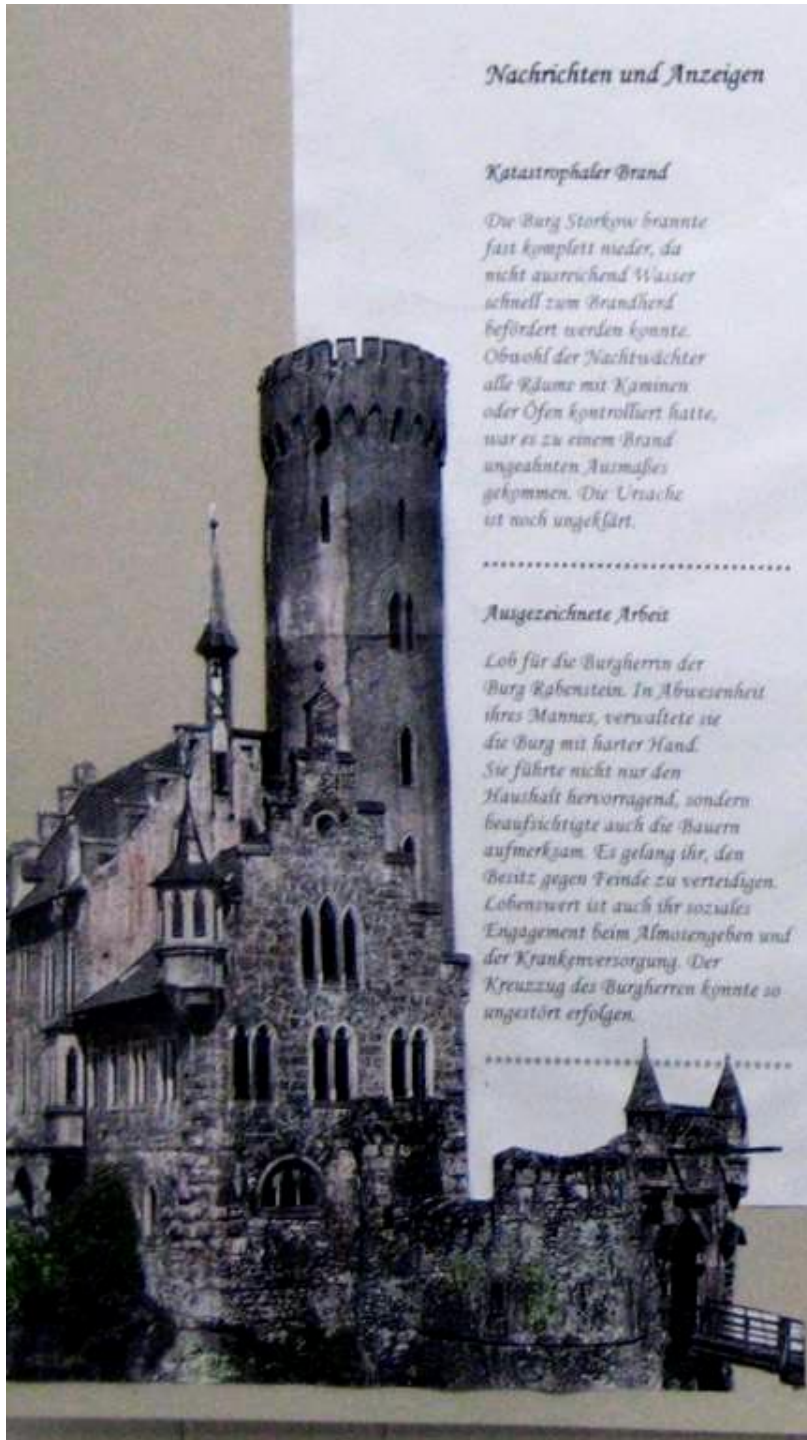 Nachrichten und Anzeigen
Katastrophaler Brand
Die Burg Storkow brannte
fast komplett nieder, da
nicht ausreichend Wasser
schnell zum Brandherd
befördert werden konnte.
Obwohl der Nachtwächter
alle Räume mit Kaminen
oder Öfen kontrolliert hatte,
war es zu einem Brand
ungeahnten Ausmaßes
gekommen. Die Ursache
ist noch ungeklärt.
Ausgezeichnete Arbeit
Lob für die Burgherrin der
Burg Rabenstein. In Abwesenheit
ihres Mannes, verwaltete sie
die Burg mit harter Hand.
Sie führte nicht nur den
Haushalt hervorragend, sondern
beaufsichtigte auch die Bauern
aufmerksam. Es gelang ihr, den
Besitz gegen Feinde zu verteidigen.
Lobenswert ist auch ihr soziales
Engagement beim Almosengeben und
der Krankenversorgung. Der
Kreuzzug des Burgherren konnte so
ungestört erfolgen.